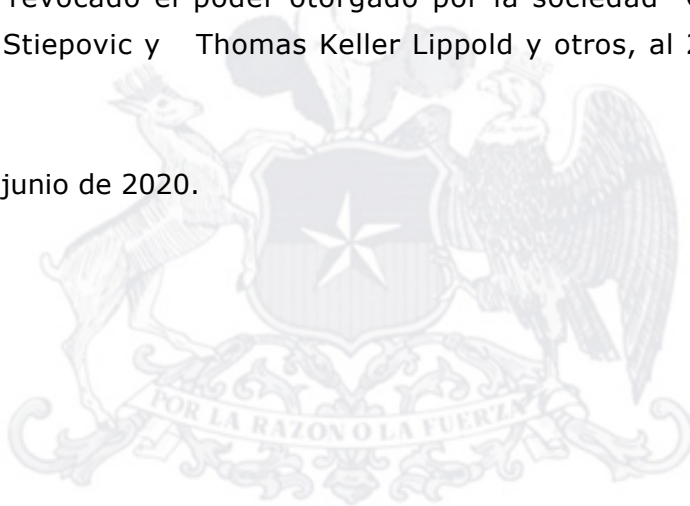 revocado el poder otorgado por la sociedad
Stiepovic y Thomas Keller Lippold y otros, al
junio de 2020.
POR LA RAZON O LA FUERZA